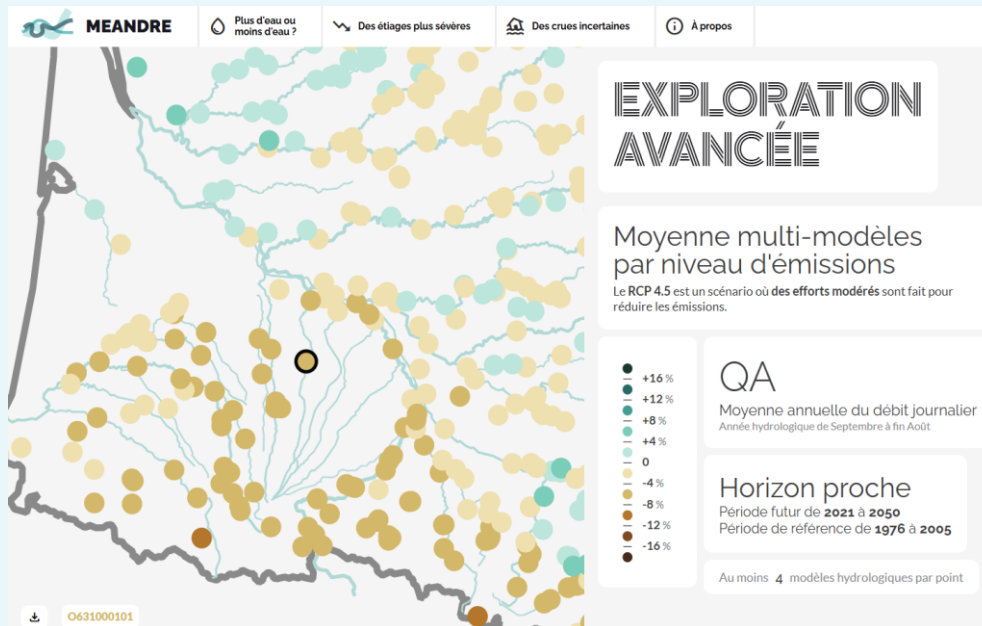 MEANDRE
Plus d'eau ou
moins d'eau ?
Des étiages plus sévères
Des crues incertaines
À propos
EXPLORATION
AVANCÉE
Moyenne multi-modèles
par niveau d'émissions
Le RCP 4.5 est un scénario où des efforts modérés sont fait pour
réduire les émissions.
+16 %
+12 %
+8 %
+4 %
0
-4 %
-8 %
-12 %
-16 %
QA
Moyenne annuelle du débit journalier
Année hydrologique de Septembre à fin Août
Horizon proche
Période futur de 2021 à 2050
Période de référence de 1976 à 2005
Au moins 4 modèles hydrologiques par point
O631000101